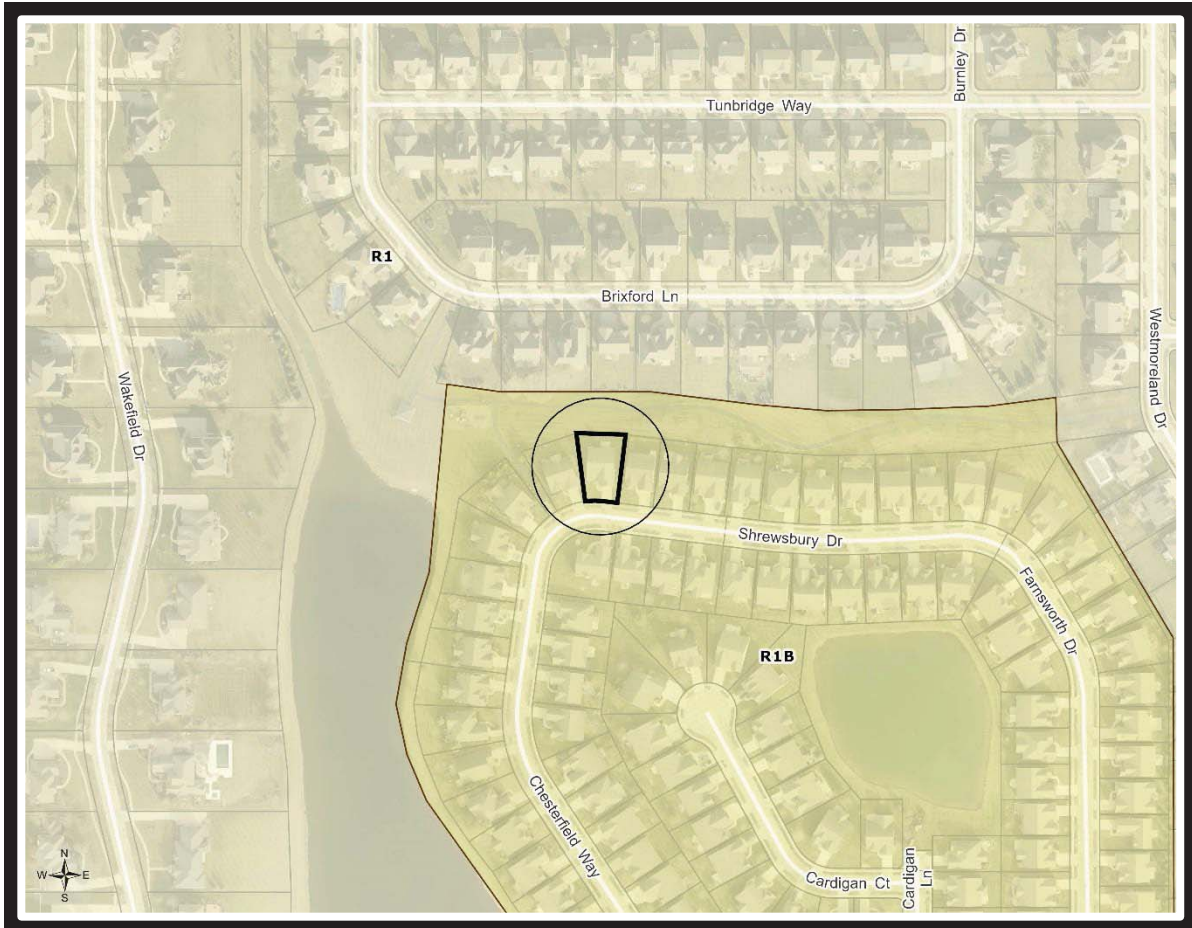 Burnley Dr
Tunbridge Way
R1
Brixford Ln
Westmoreland Dr
Wakefield Dr
Shrewsbury Dr
Farnsworth Dr
R1B
Chesterfield Way
Cardigan Ct
Cardigan
Ln
N
W E
S